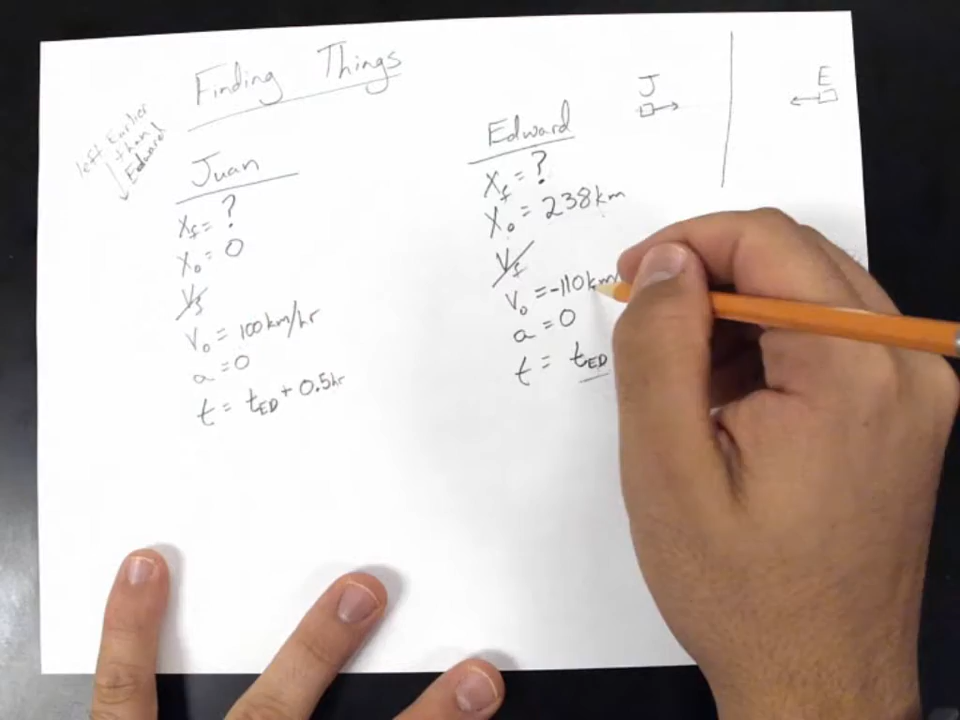 Finding Things
left Earlier
than
Edward
Juan
Xf = ?
X0 = 0
Vf
V0 = 100 km/hr
a = 0
t = tED + 0.5hr
Edward
Xf = ?
X0 = 238 km
Vf
V0 = -110 km
a = 0
t = tED
J
E